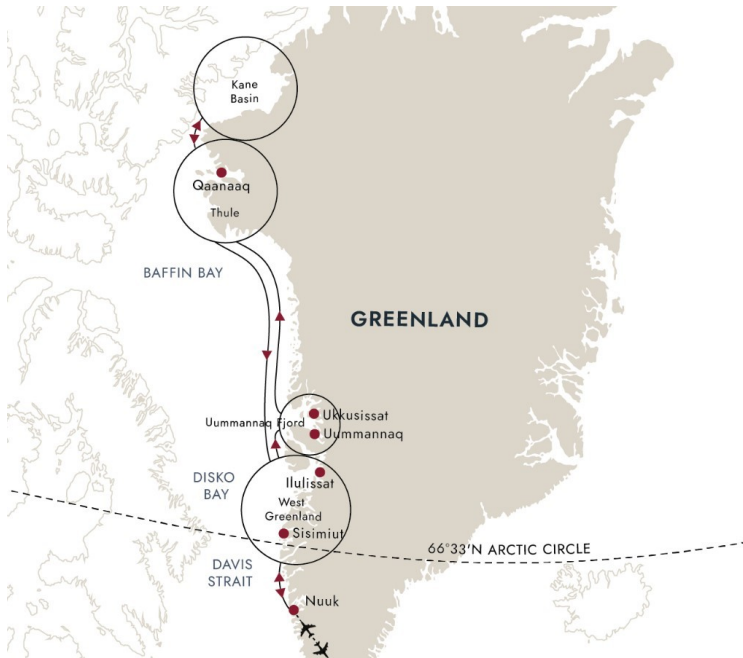 Kane
Basin
Qaanaaq
Thule
BAFFIN BAY
GREENLAND
Ukkusissat
Uummannaq Fjord
Uummannaq
DISKO
BAY
Ilulissat
West
Greenland
Sisimiut
66°33'N ARCTIC CIRCLE
DAVIS
STRAIT
Nuuk